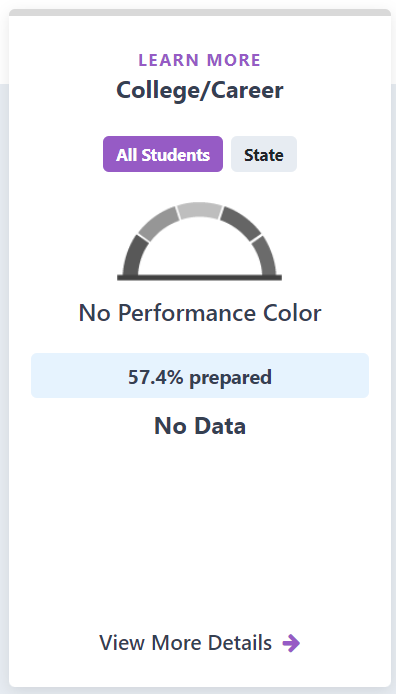 LEARN MORE
College/Career
All Students State
No Performance Color
57.4% prepared
No Data
View More Details